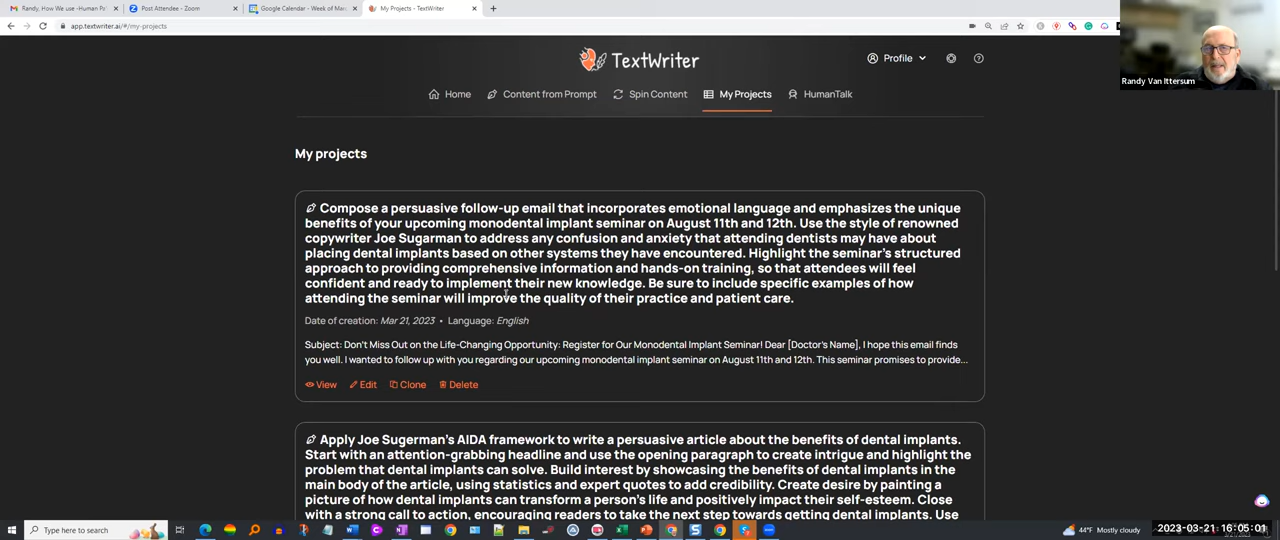 Randy, How We use -Human Pa
Post Attendee - Zoom
Google Calendar - Week of Mar
My Projects - TextWriter
app.textwriter.ai/#/my-projects
Randy Van Ittersum
TextWriter
Profile
Home
Content from Prompt
Spin Content
My Projects
HumanTalk
My projects
Compose a persuasive follow-up email that incorporates emotional language and emphasizes the unique
benefits of your upcoming monodental implant seminar on August 11th and 12th. Use the style of renowned
copywriter Joe Sugarman to address any confusion and anxiety that attending dentists may have about
placing dental implants based on other systems they have encountered. Highlight the seminar's structured
approach to providing comprehensive information and hands-on training, so that attendees will feel
confident and ready to implement their new knowledge. Be sure to include specific examples of how
attending the seminar will improve the quality of their practice and patient care.
Date of creation: Mar 21, 2023 • Language: English
Subject: Don't Miss Out on the Life-Changing Opportunity: Register for Our Monodental Implant Seminar! Dear [Doctor's Name], I hope this email finds
you well. I wanted to follow up with you regarding our upcoming monodental implant seminar on August 11th and 12th. This seminar promises to provide...
View Edit Clone Delete
Apply Joe Sugerman's AIDA framework to write a persuasive article about the benefits of dental implants.
Start with an attention-grabbing headline and use the opening paragraph to create intrigue and highlight the
problem that dental implants can solve. Build interest by showcasing the benefits of dental implants in the
main body of the article, using statistics and expert quotes to add credibility. Create desire by painting a
picture of how dental implants can transform a person's life and positively impact their self-esteem. Close
with a strong call to action, encouraging readers to take the next step towards getting dental implants. Use
Type here to search
44°F Mostly cloudy
2023-03-21 16:05:01